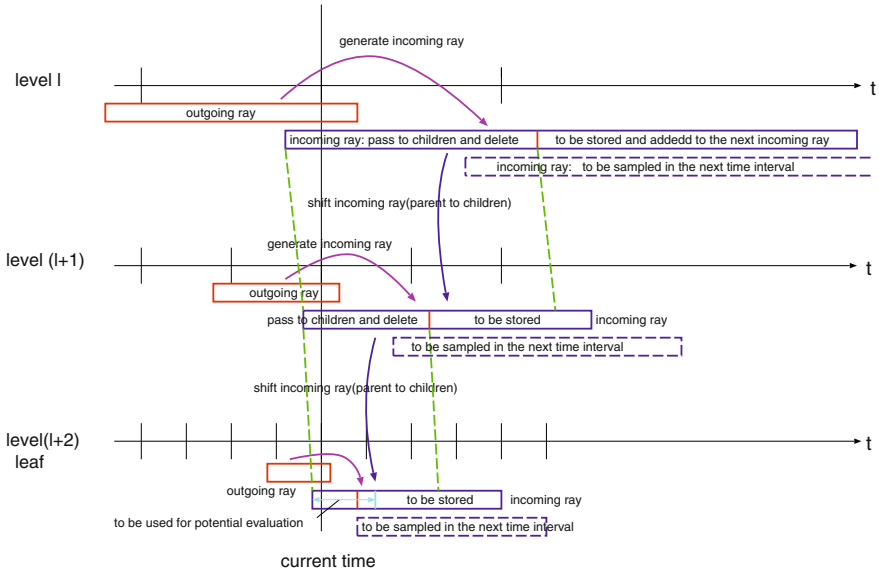 generate incoming ray
level l
t
outgoing ray
incoming ray: pass to children and delete
to be stored and addedd to the next incoming ray
incoming ray: to be sampled in the next time interval
shift incoming ray(parent to children)
generate incoming ray
level (l+1)
t
outgoing ray
pass to children and delete
to be stored
incoming ray
to be sampled in the next time interval
shift incoming ray(parent to children)
level(l+2)
leaf
t
outgoing ray
to be stored
incoming ray
to be used for potential evaluation
to be sampled in the next time interval
current time